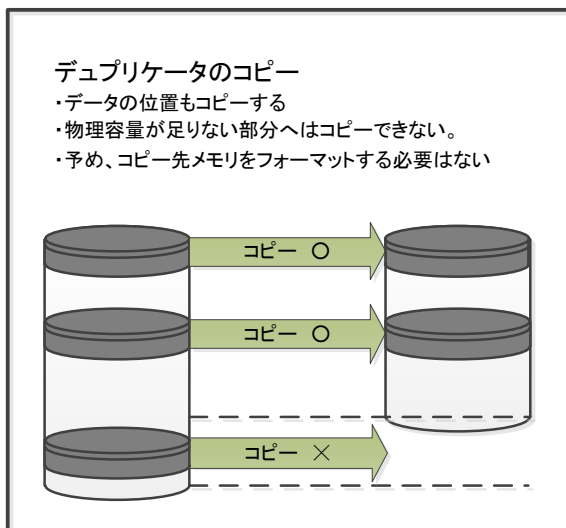 デュプリケータのコピー
・データの位置もコピーする
・物理容量が足りない部分へはコピーできない。
・予め、コピー先メモリをフォーマットする必要はない
コピー ○
コピー ○
コピー ×